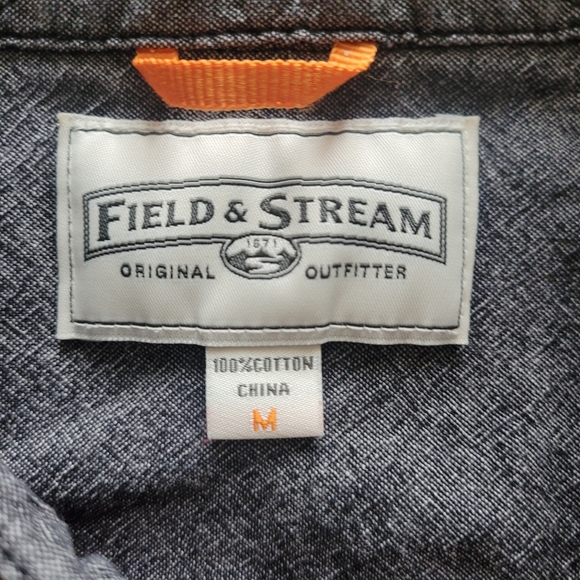 FIELD & STREAM
1871
ORIGINAL OUTFITTER
100%COTTON
CHINA
M